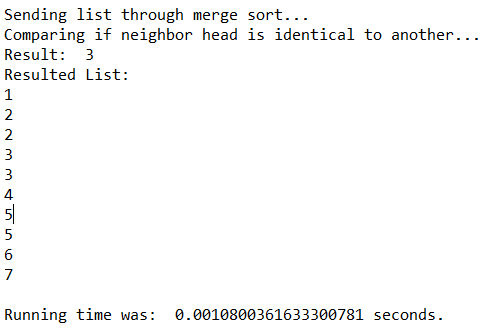 Sending list through merge sort...
Comparing if neighbor head is identical to another...
Result:  3
Resulted List:
1
2
2
3
3
4
5
5
6
7
Running time was:  0.0010800361633300781 seconds.